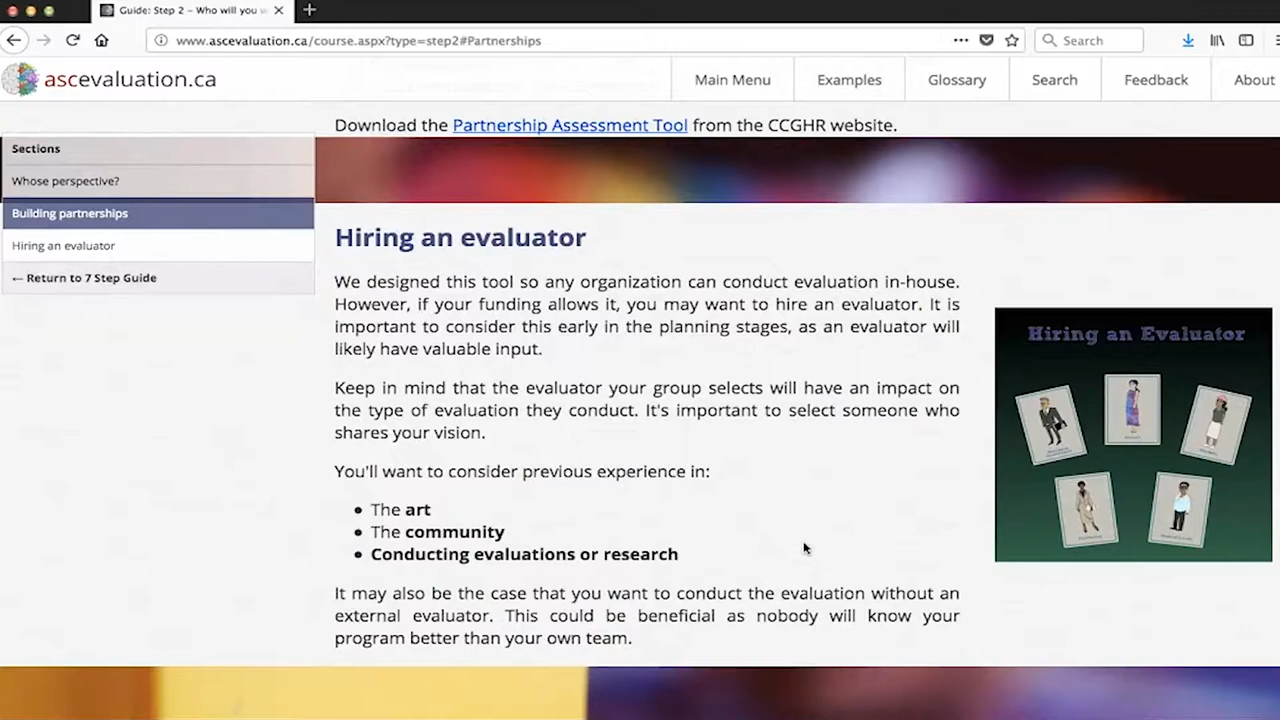 Guide: Step 2 – Who will you w
www.ascevaluation.ca/course.aspx?type=step2#Partnerships
Search
ascevaluation.ca
Main Menu
Examples
Glossary
Search
Feedback
About
Download the Partnership Assessment Tool from the CCGHR website.
Sections
Whose perspective?
Building partnerships
Hiring an evaluator
← Return to 7 Step Guide
Hiring an evaluator
We designed this tool so any organization can conduct evaluation in-house.
However, if your funding allows it, you may want to hire an evaluator. It is
important to consider this early in the planning stages, as an evaluator will
likely have valuable input.
Keep in mind that the evaluator your group selects will have an impact on
the type of evaluation they conduct. It's important to select someone who
shares your vision.
You'll want to consider previous experience in:
• The art
• The community
• Conducting evaluations or research
It may also be the case that you want to conduct the evaluation without an
external evaluator. This could be beneficial as nobody will know your
program better than your own team.
Hiring an Evaluator